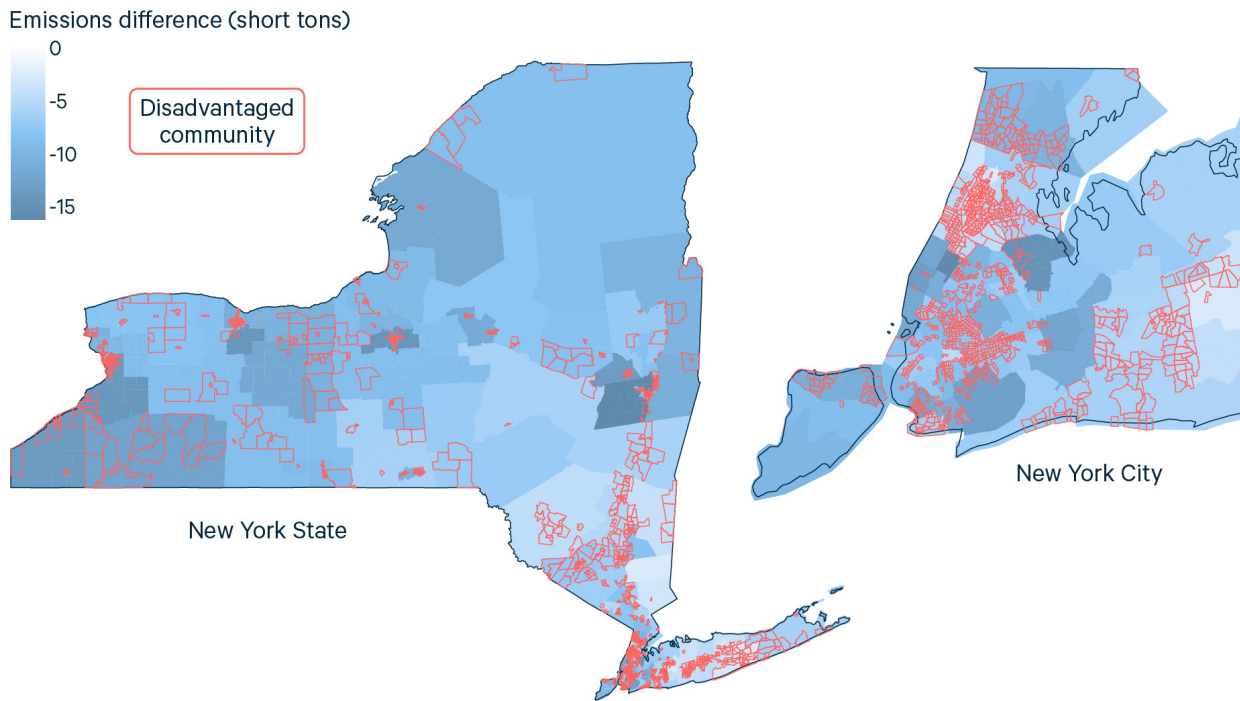 Emissions difference (short tons)
0
-5
-10
-15
Disadvantaged
community
New York State
New York City